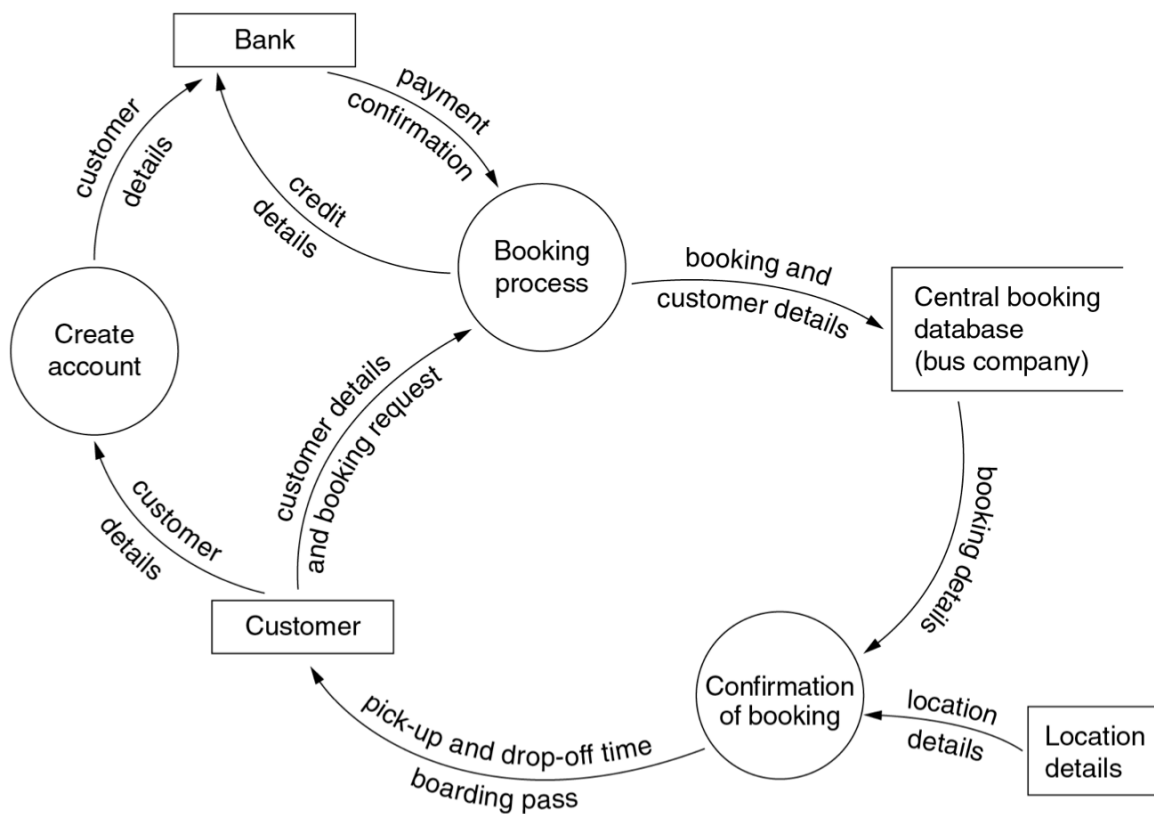 Bank
payment
confirmation
customer
details
credit
details
Booking
process
booking and
customer details
Central booking
database
(bus company)
Create
account
customer details
and booking request
customer
details
booking details
Customer
Confirmation
of booking
location
details
Location
details
pick-up and drop-off time
boarding pass